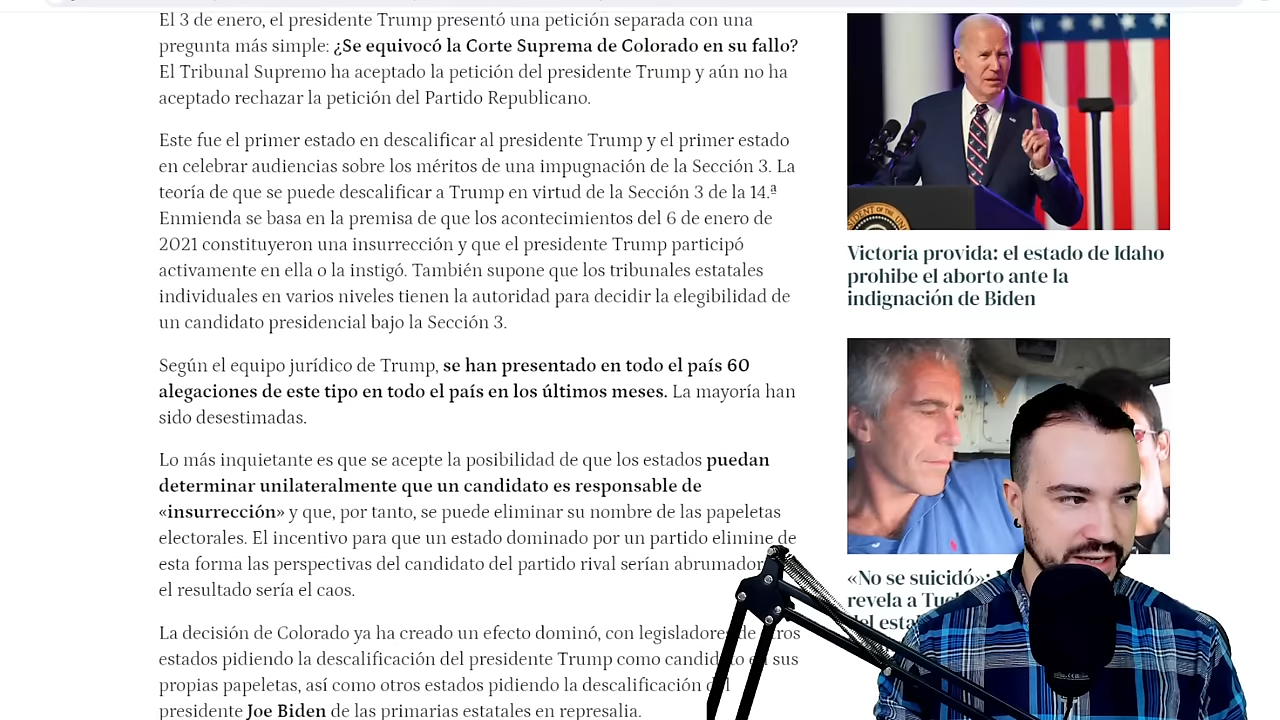 El 3 de enero, el presidente Trump presentó una petición separada con una
pregunta más simple: ¿Se equivocó la Corte Suprema de Colorado en su fallo?
El Tribunal Supremo ha aceptado la petición del presidente Trump y aún no ha
aceptado rechazar la petición del Partido Republicano.
Este fue el primer estado en descalificar al presidente Trump y el primer estado
en celebrar audiencias sobre los méritos de una impugnación de la Sección 3. La
teoría de que se puede descalificar a Trump en virtud de la Sección 3 de la 14.ª
Enmienda se basa en la premisa de que los acontecimientos del 6 de enero de
2021 constituyeron una insurrección y que el presidente Trump participó
activamente en ella o la instigó. También supone que los tribunales estatales
individuales en varios niveles tienen la autoridad para decidir la elegibilidad de
un candidato presidencial bajo la Sección 3.
Según el equipo jurídico de Trump, se han presentado en todo el país 60
alegaciones de este tipo en todo el país en los últimos meses. La mayoría han
sido desestimadas.
Lo más inquietante es que se acepte la posibilidad de que los estados puedan
determinar unilateralmente que un candidato es responsable de
«insurrección» y que, por tanto, se puede eliminar su nombre de las papeletas
electorales. El incentivo para que un estado dominado por un partido elimine de
esta forma las perspectivas del candidato del partido rival serían
el resultado sería el caos.
La decisión de Colorado ya ha creado un efecto dominó, con legisladores de otros
estados pidiendo la descalificación del presidente Trump como candidato en sus
propias papeletas, así como otros estados pidiendo la descalificación del
presidente Joe Biden de las primarias estatales en represalia.
Victoria provida: el estado de Idaho
prohibe el aborto ante la
indignación de Biden
«No se suicidó»:
revela a
del